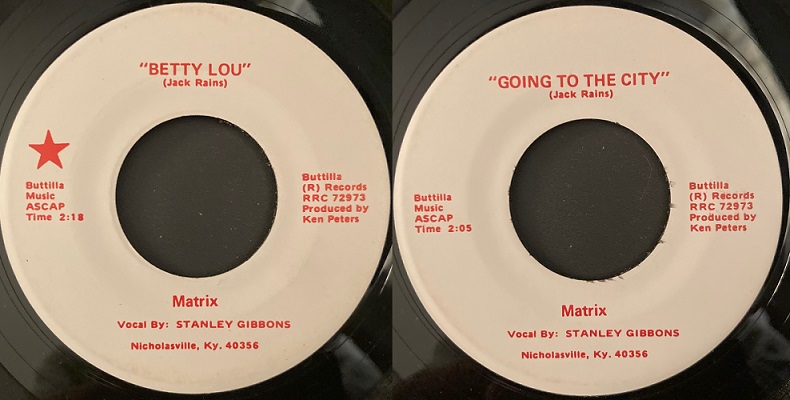 "BETTY LOU"
(Jack Rains)
Buttilla
Music
ASCAP
Time 2:18
Buttilla
(R) Records
RRC 72973
Produced by
Ken Peters
Matrix
Vocal By: STANLEY GIBBONS
Nicholasville, Ky. 40356
"GOING TO THE CITY"
(Jack Rains)
Buttilla
Music
ASCAP
Time 2:05
Buttilla
(R) Records
RRC 72973
Produced by
Ken Peters
Matrix
Vocal By: STANLEY GIBBONS
Nicholasville, Ky. 40356